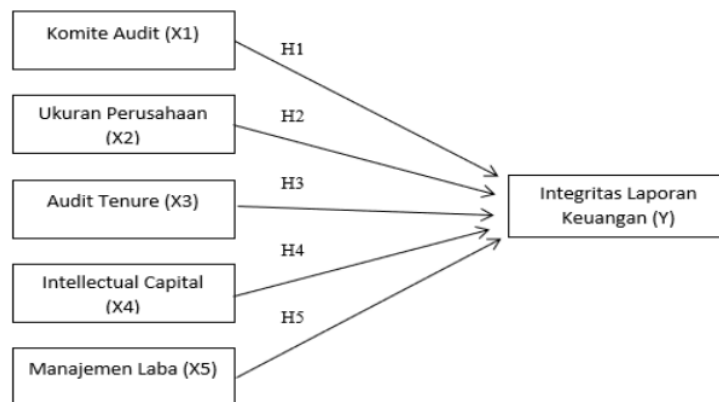 Komite Audit (X1)
H1
Ukuran Perusahaan
(X2)
H2
Audit Tenure (X3)
H3
Integritas Laporan
Keuangan (Y)
Intellectual Capital
(X4)
H4
Manajemen Laba (X5)
H5